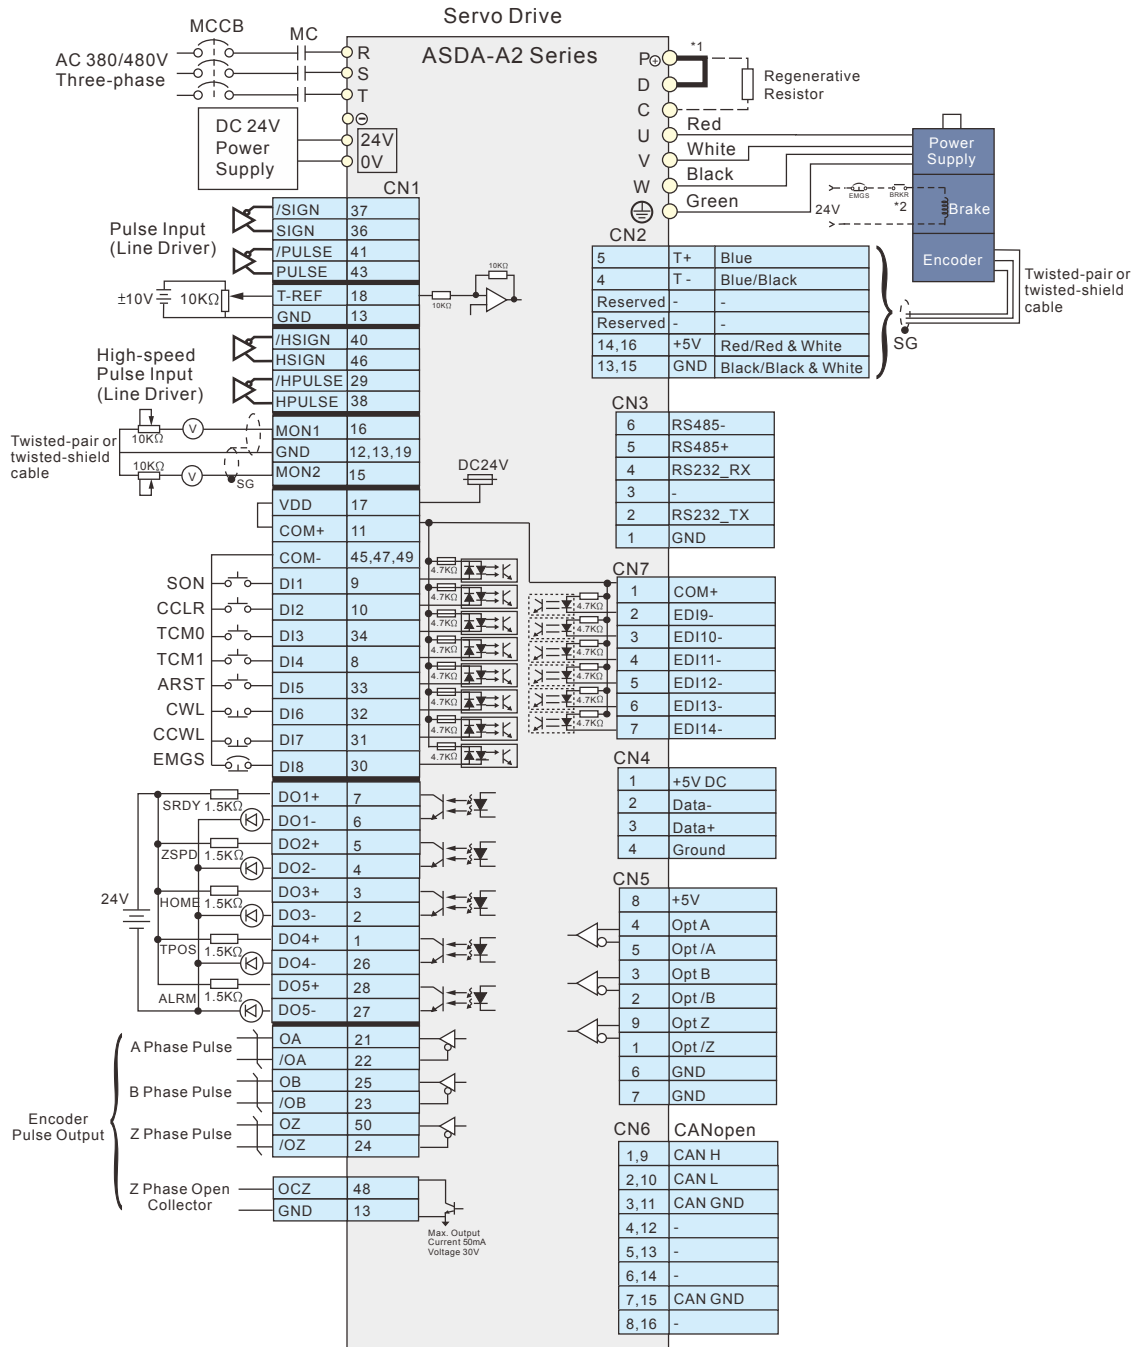 Servo Drive
ASDA-A2 Series
MCCB
MC
AC 380/480V
Three-phase
R
S
T
⊖
DC 24V
Power
Supply
24V
0V
P⊕
D
C
U
V
W
*1
Regenerative
Resistor
Red
White
Black
Green
Power
Supply
EMGS
BRKR
24V
*2
Brake
Encoder
Twisted-pair or
twisted-shield
cable
SG
CN1
Pulse Input
(Line Driver)
/SIGN 37
SIGN 36
/PULSE 41
PULSE 43
±10V
10KΩ
T-REF 18
GND 13
10KΩ
10KΩ
High-speed
Pulse Input
(Line Driver)
/HSIGN 40
HSIGN 46
/HPULSE 29
HPULSE 38
Twisted-pair or
twisted-shield
cable
10KΩ
V
10KΩ
V
SG
MON1 16
GND 12,13,19
MON2 15
DC24V
VDD 17
COM+ 11
COM- 45,47,49
SON DI1 9
CCLR DI2 10
TCM0 DI3 34
TCM1 DI4 8
ARST DI5 33
CWL DI6 32
CCWL DI7 31
EMGS DI8 30
4.7KΩ
4.7KΩ
4.7KΩ
4.7KΩ
4.7KΩ
4.7KΩ
4.7KΩ
4.7KΩ
24V
SRDY 1.5KΩ DO1+ 7
DO1- 6
ZSPD 1.5KΩ DO2+ 5
DO2- 4
HOME 1.5KΩ DO3+ 3
DO3- 2
TPOS 1.5KΩ DO4+ 1
DO4- 26
ALRM 1.5KΩ DO5+ 28
DO5- 27
Encoder
Pulse Output
A Phase Pulse
OA 21
/OA 22
B Phase Pulse
OB 25
/OB 23
Z Phase Pulse
OZ 50
/OZ 24
Z Phase Open
Collector
OCZ 48
GND 13
Max. Output
Current 50mA
Voltage 30V
CN2
5 T+ Blue
4 T - Blue/Black
Reserved - -
Reserved - -
14,16 +5V Red/Red & White
13,15 GND Black/Black & White
CN3
6 RS485-
5 RS485+
4 RS232_RX
3 -
2 RS232_TX
1 GND
CN7
1 COM+
2 EDI9-
3 EDI10-
4 EDI11-
5 EDI12-
6 EDI13-
7 EDI14-
4.7KΩ
4.7KΩ
4.7KΩ
4.7KΩ
4.7KΩ
4.7KΩ
CN4
1 +5V DC
2 Data-
3 Data+
4 Ground
CN5
8 +5V
4 Opt A
5 Opt /A
3 Opt B
2 Opt /B
9 Opt Z
1 Opt /Z
6 GND
7 GND
CN6 CANopen
1,9 CAN H
2,10 CAN L
3,11 CAN GND
4,12 -
5,13 -
6,14 -
7,15 CAN GND
8,16 -